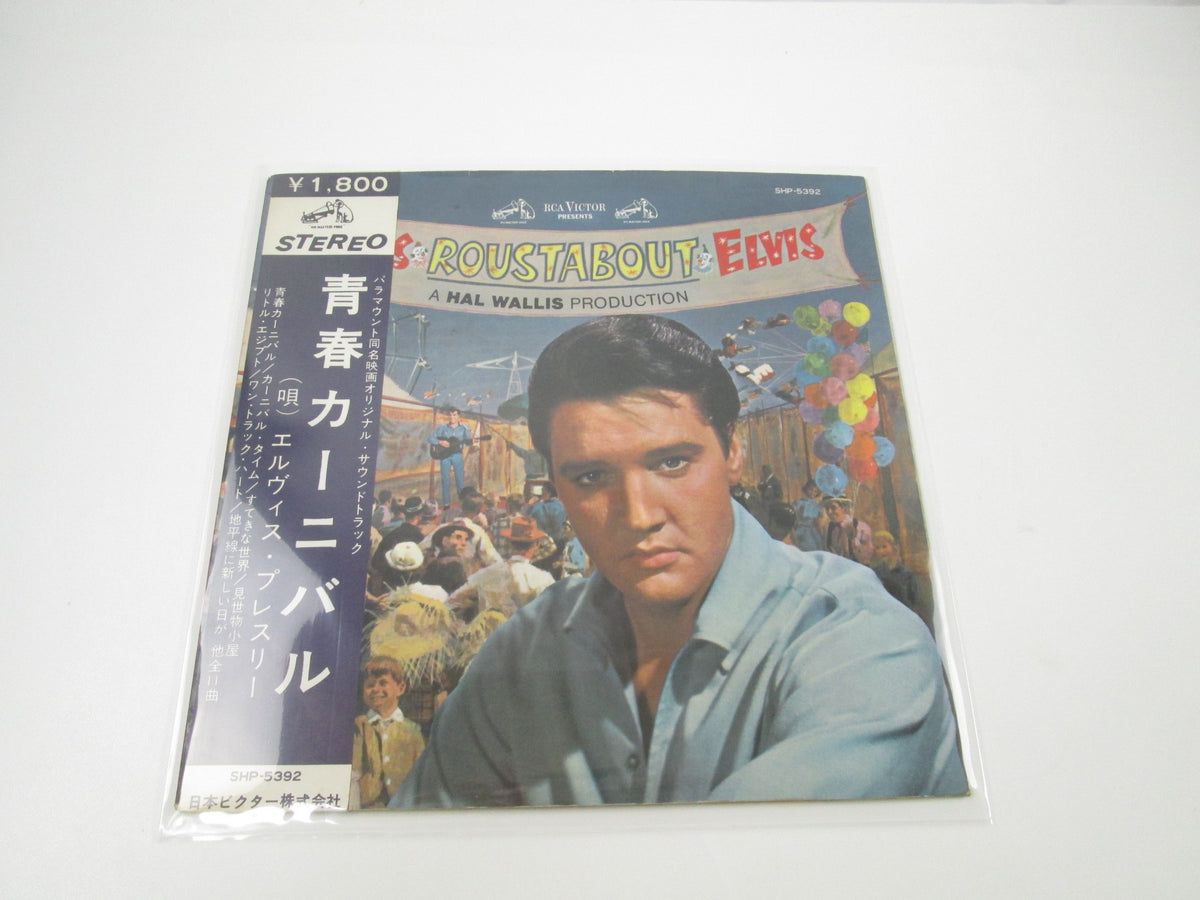 ¥1,800
STEREO
パラマウント同名映画オリジナル・サウンドトラック
青春カーニバル
(唄) エルヴィス・プレスリー
青春カーニバル/カーニバル・タイム/すてきな世界/見世物小屋
リトル・エジプト/ワン・トラック・ハート/地平線に新しい日が 他全11曲
SHP-5392
日本ビクター株式会社
SHP-5392
RCA VICTOR
PRESENTS
S ROUSTABOUT ELVIS
A HAL WALLIS PRODUCTION